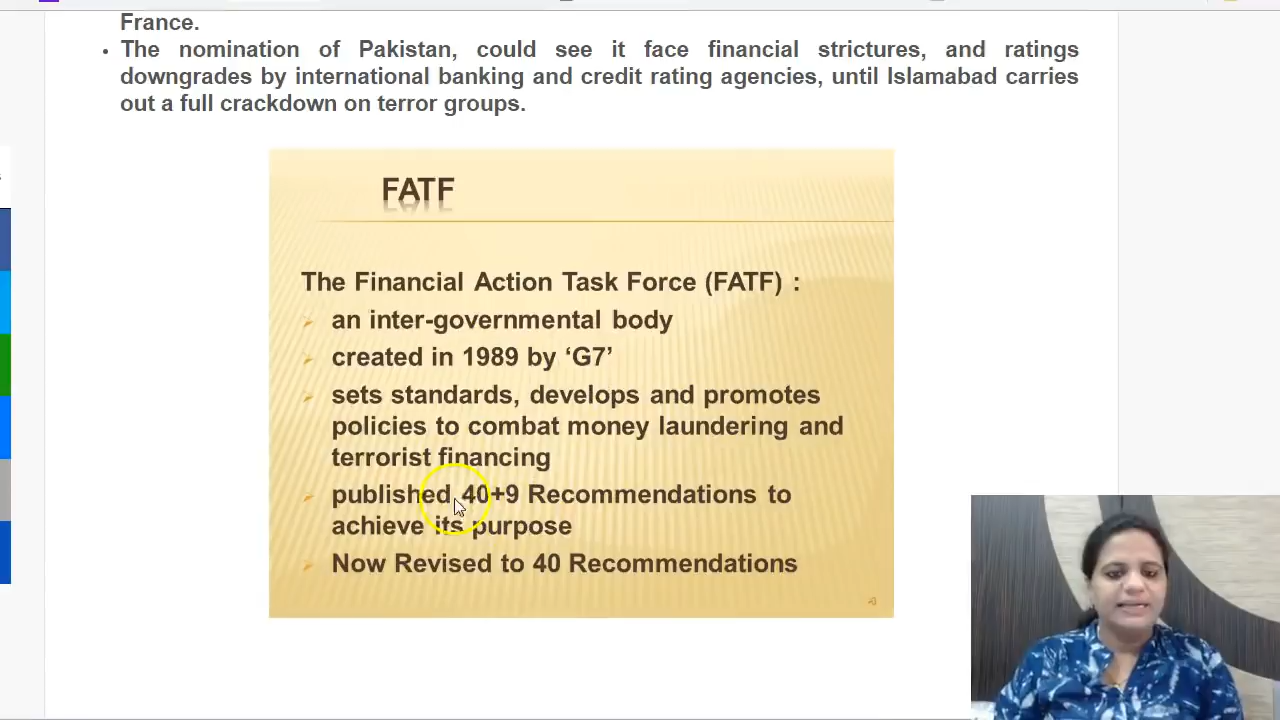 France.
• The nomination of Pakistan, could see it face financial strictures, and ratings
downgrades by international banking and credit rating agencies, until Islamabad carries
out a full crackdown on terror groups.
FATF
The Financial Action Task Force (FATF) :
➢ an inter-governmental body
➢ created in 1989 by ‘G7’
➢ sets standards, develops and promotes
policies to combat money laundering and
terrorist financing
➢ published 40+9 Recommendations to
achieve its purpose
➢ Now Revised to 40 Recommendations